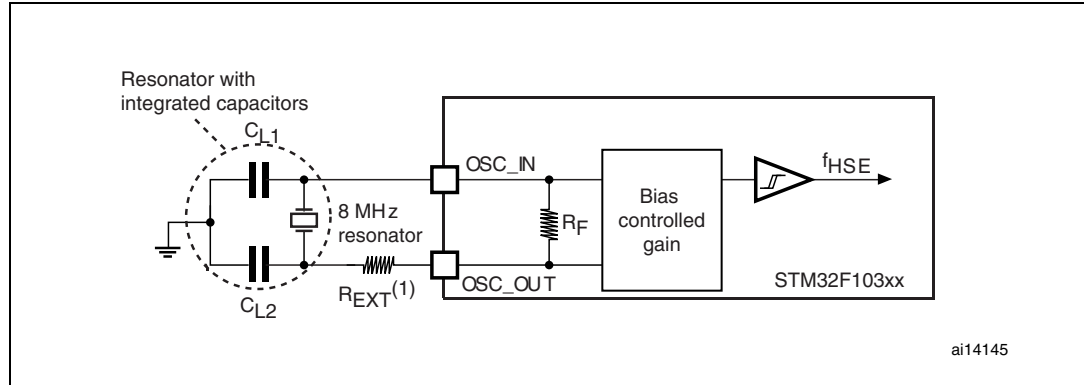 Resonator with
integrated capacitors
CL1
OSC_IN
fHSE
8 MHz
resonator
RF
Bias
controlled
gain
CL2
REXT(1)
OSC_OUT
STM32F103xx
ai14145